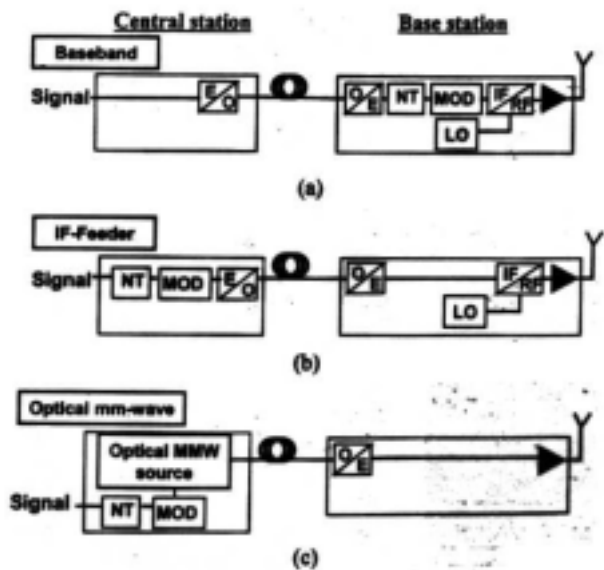 Central station Base station
Baseband
Signal E/O O/E NT MOD IF/RF
LO
(a)
IF-Feeder
Signal NT MOD E/O O/E IF/RF
LO
(b)
Optical mm-wave
Optical MMW source O/E
Signal NT MOD
(c)